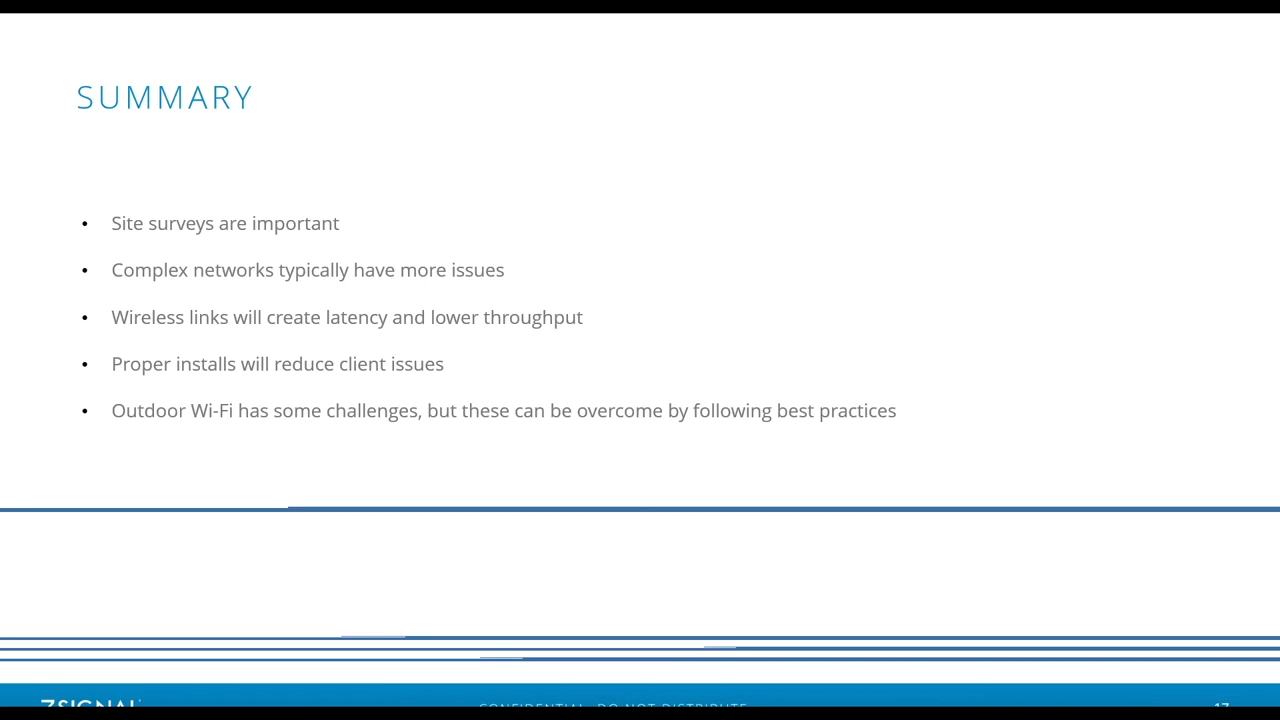 SUMMARY
• Site surveys are important
• Complex networks typically have more issues
• Wireless links will create latency and lower throughput
• Proper installs will reduce client issues
• Outdoor Wi-Fi has some challenges, but these can be overcome by following best practices
CONFIDENTIAL DO NOT DISTRIBUTE
17